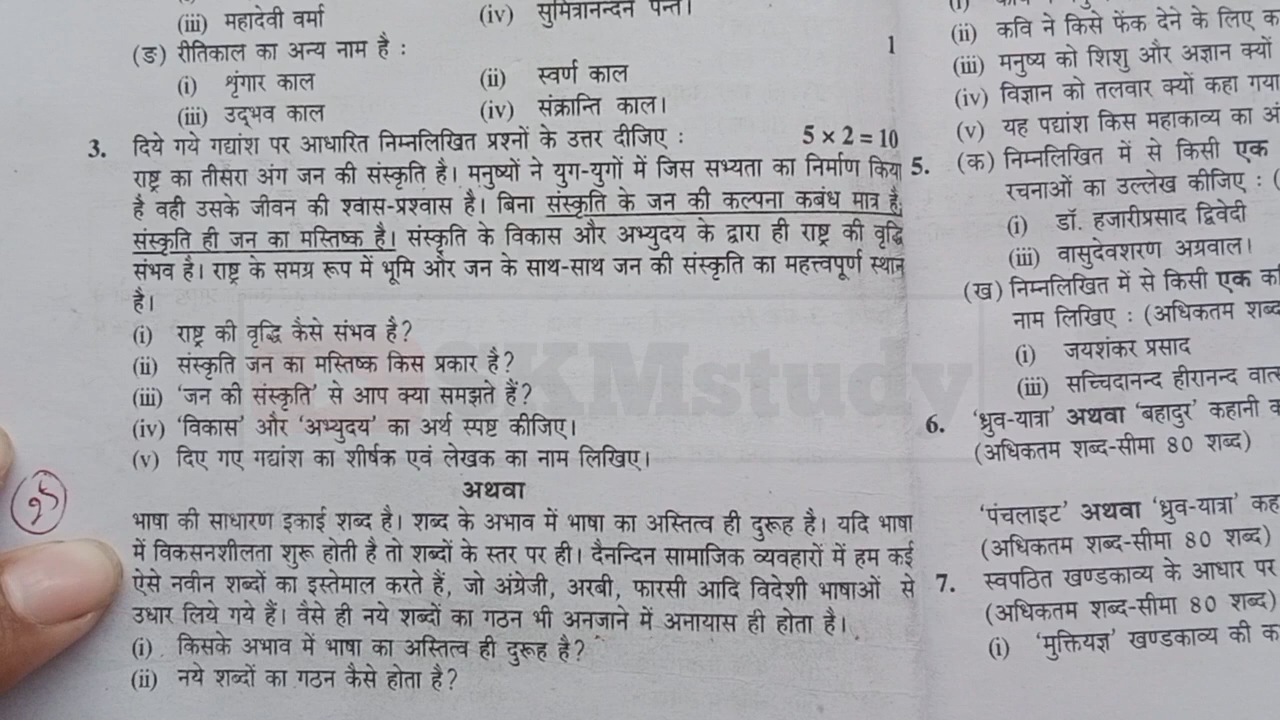 (iii) महादेवी वर्मा (iv) सुमित्रानन्दन पन्त।
(ङ) रीतिकाल का अन्य नाम है : 1
(i) शृंगार काल (ii) स्वर्ण काल
(iii) उद्‌भव काल (iv) संक्रान्ति काल।
3. दिये गये गद्यांश पर आधारित निम्नलिखित प्रश्नों के उत्तर दीजिए : 5 × 2 = 10
राष्ट्र का तीसरा अंग जन की संस्कृति है। मनुष्यों ने युग-युगों में जिस सभ्यता का निर्माण किया
है वही उसके जीवन की श्वास-प्रश्वास है। बिना संस्कृति के जन की कल्पना कबंध मात्र है,
संस्कृति ही जन का मस्तिष्क है। संस्कृति के विकास और अभ्युदय के द्वारा ही राष्ट्र की वृद्धि
संभव है। राष्ट्र के समग्र रूप में भूमि और जन के साथ-साथ जन की संस्कृति का महत्त्वपूर्ण स्थान
है।
(i) राष्ट्र की वृद्धि कैसे संभव है?
(ii) संस्कृति जन का मस्तिष्क किस प्रकार है?
(iii) 'जन की संस्कृति' से आप क्या समझते हैं?
(iv) 'विकास' और 'अभ्युदय' का अर्थ स्पष्ट कीजिए।
(v) दिए गए गद्यांश का शीर्षक एवं लेखक का नाम लिखिए।
अथवा
भाषा की साधारण इकाई शब्द है। शब्द के अभाव में भाषा का अस्तित्व ही दुरूह है। यदि भाषा
में विकसनशीलता शुरू होती है तो शब्दों के स्तर पर ही। दैनन्दिन सामाजिक व्यवहारों में हम कई
ऐसे नवीन शब्दों का इस्तेमाल करते हैं, जो अंग्रेजी, अरबी, फारसी आदि विदेशी भाषाओं से
उधार लिये गये हैं। वैसे ही नये शब्दों का गठन भी अनजाने में अनायास ही होता है।
(i) किसके अभाव में भाषा का अस्तित्व ही दुरूह है?
(ii) नये शब्दों का गठन कैसे होता है?
SKMstudy
(ii) कवि ने किसे फेंक देने के लिए
(iii) मनुष्य को शिशु और अज्ञान क्यों
(iv) विज्ञान को तलवार क्यों कहा गया
(v) यह पद्यांश किस महाकाव्य का
5. (क) निम्नलिखित में से किसी एक
रचनाओं का उल्लेख कीजिए : (
(i) डॉ. हजारीप्रसाद द्विवेदी
(iii) वासुदेवशरण अग्रवाल।
(ख) निम्नलिखित में से किसी एक
नाम लिखिए : (अधिकतम शब्द
(i) जयशंकर प्रसाद
(iii) सच्चिदानन्द हीरानन्द
6. 'ध्रुव-यात्रा' अथवा 'बहादुर' कहानी
(अधिकतम शब्द-सीमा 80 शब्द)
'पंचलाइट' अथवा 'ध्रुव-यात्रा'
(अधिकतम शब्द-सीमा 80 शब्द)
7. स्वपठित खण्डकाव्य के आधार पर
(अधिकतम शब्द-सीमा 80 शब्द)
(i) 'मुक्तियज्ञ' खण्डकाव्य की